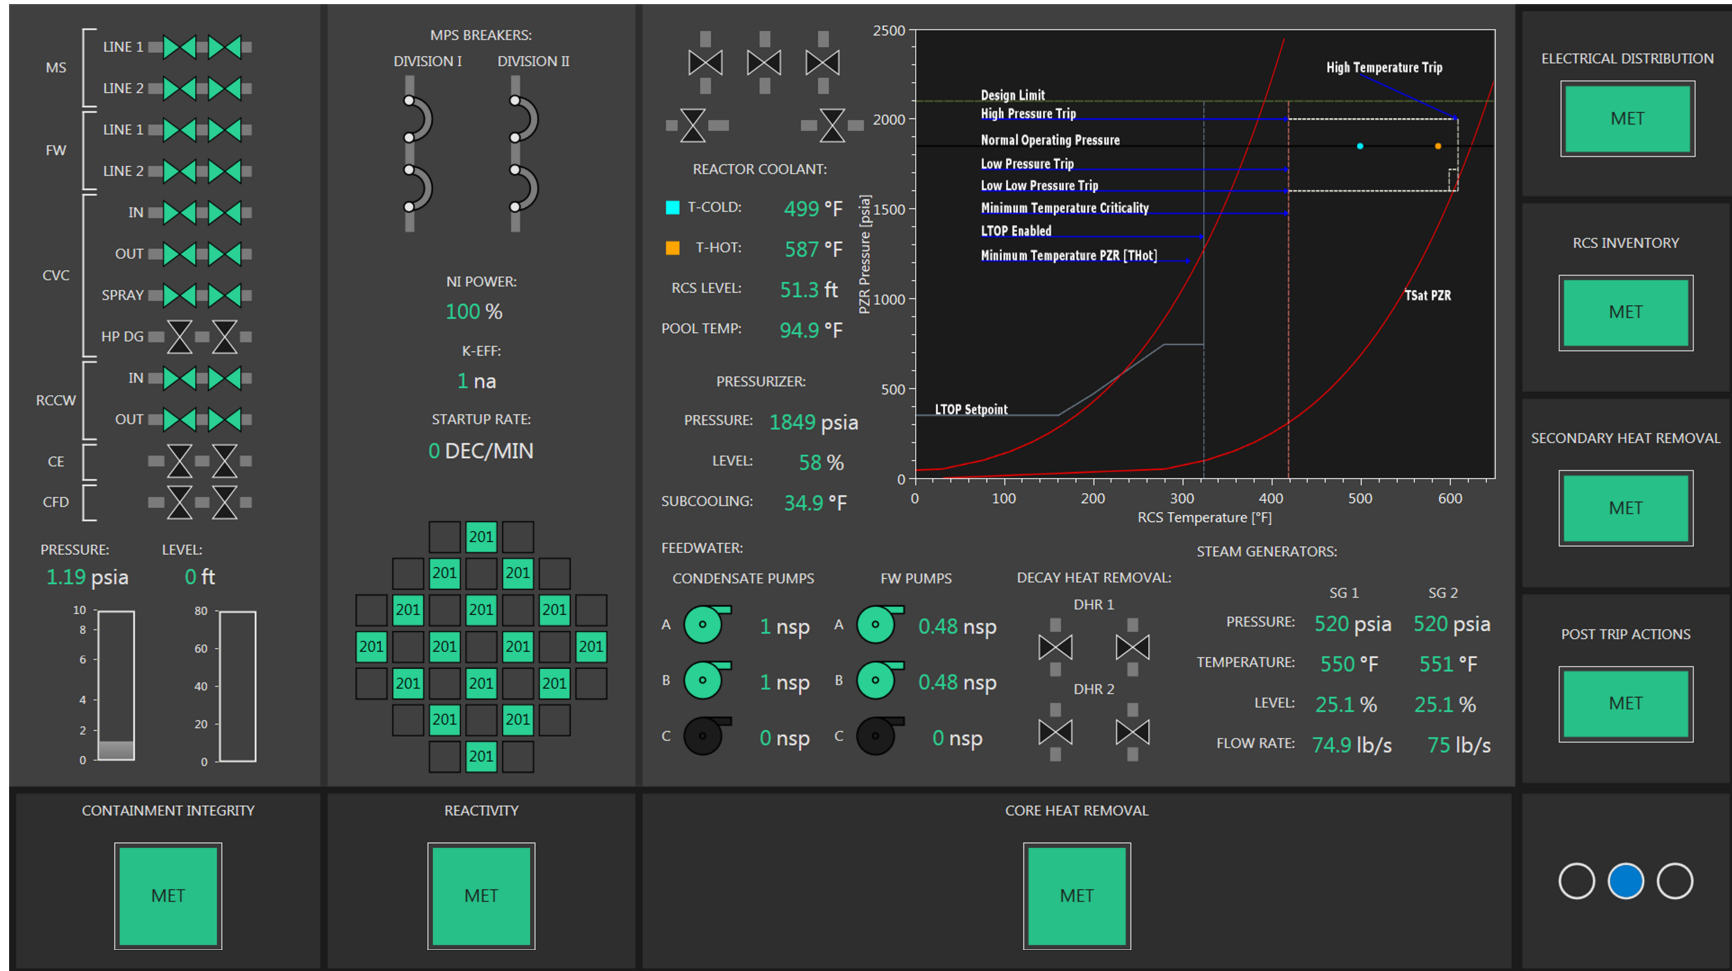 MS
LINE 1
LINE 2
FW
LINE 1
LINE 2
CVC
IN
OUT
SPRAY
HP DG
RCCW
IN
OUT
CE
CFD
PRESSURE:
1.19 psia
LEVEL:
0 ft
10
8
6
4
2
0
80
60
40
20
0
MPS BREAKERS:
DIVISION I
DIVISION II
NI POWER:
100 %
K-EFF:
1 na
STARTUP RATE:
0 DEC/MIN
201
201 201
201 201 201
201 201 201 201
201 201 201
201 201
201
REACTOR COOLANT:
T-COLD: 499 °F
T-HOT: 587 °F
RCS LEVEL: 51.3 ft
POOL TEMP: 94.9 °F
PRESSURIZER:
PRESSURE: 1849 psia
LEVEL: 58 %
SUBCOOLING: 34.9 °F
PZR Pressure [psia]
2500
2000
1500
1000
500
0
High Temperature Trip
Design Limit
High Pressure Trip
Normal Operating Pressure
Low Pressure Trip
Low Low Pressure Trip
Minimum Temperature Criticality
LTOP Enabled
Minimum Temperature PZR [THot]
TSat PZR
LTOP Setpoint
0 100 200 300 400 500 600
RCS Temperature [°F]
FEEDWATER:
CONDENSATE PUMPS
A 1 nsp
B 1 nsp
C 0 nsp
FW PUMPS
A 0.48 nsp
B 0.48 nsp
C 0 nsp
DECAY HEAT REMOVAL:
DHR 1
DHR 2
STEAM GENERATORS:
SG 1 SG 2
PRESSURE: 520 psia 520 psia
TEMPERATURE: 550 °F 551 °F
LEVEL: 25.1 % 25.1 %
FLOW RATE: 74.9 lb/s 75 lb/s
ELECTRICAL DISTRIBUTION
MET
RCS INVENTORY
MET
SECONDARY HEAT REMOVAL
MET
POST TRIP ACTIONS
MET
CONTAINMENT INTEGRITY
MET
REACTIVITY
MET
CORE HEAT REMOVAL
MET